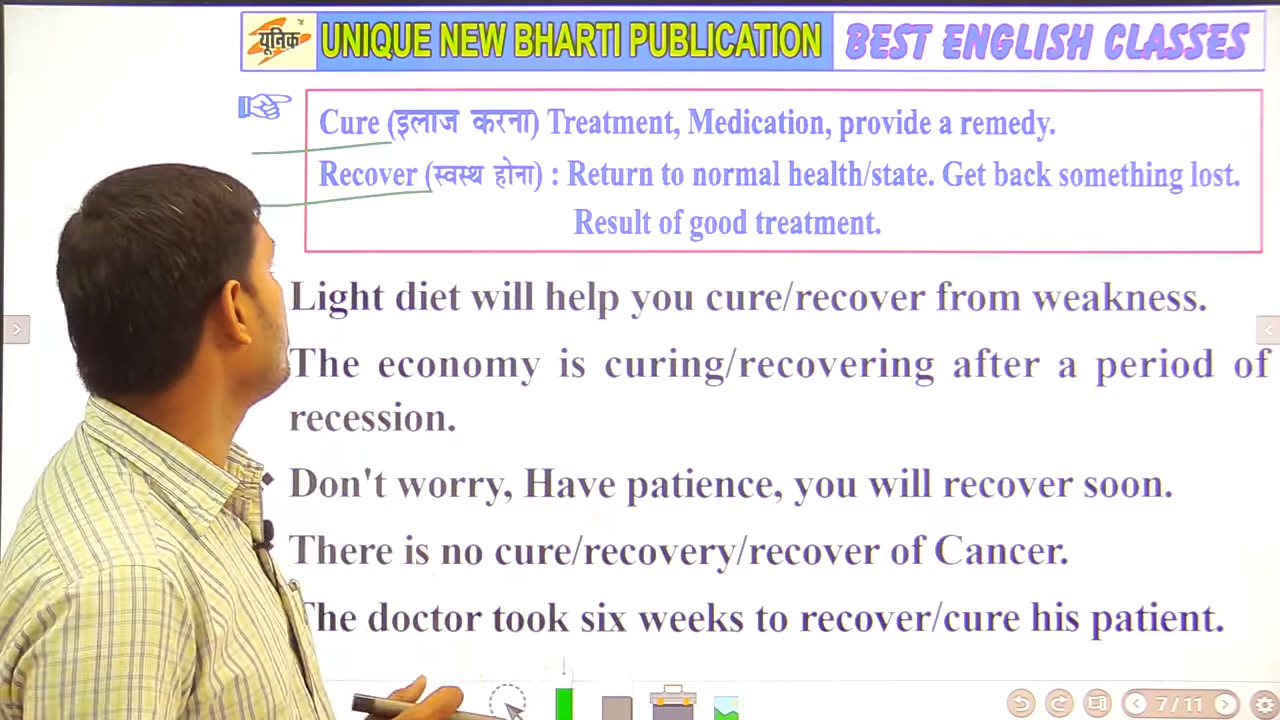 यूनिक
UNIQUE NEW BHARTI PUBLICATION BEST ENGLISH CLASSES
Cure (इलाज करना) Treatment, Medication, provide a remedy.
Recover (स्वस्थ होना) : Return to normal health/state. Get back something lost.
Result of good treatment.
Light diet will help you cure/recover from weakness.
The economy is curing/recovering after a period of
recession.
Don't worry, Have patience, you will recover soon.
There is no cure/recovery/recover of Cancer.
The doctor took six weeks to recover/cure his patient.
7/11